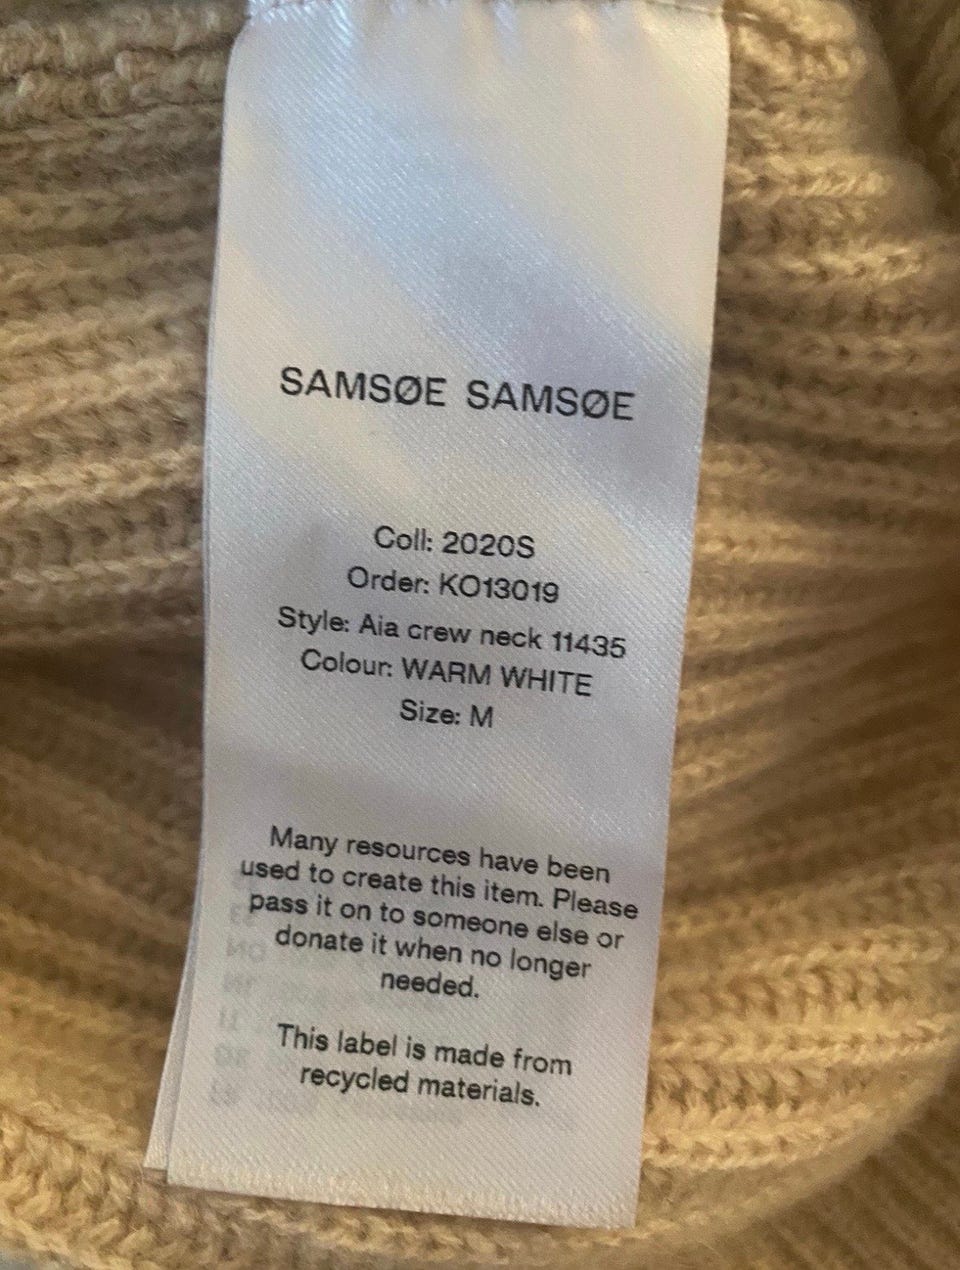 SAMSØE SAMSØE
Coll: 2020S
Order: KO13019
Style: Aia crew neck 11435
Colour: WARM WHITE
Size: M
Many resources have been
used to create this item. Please
pass it on to someone else or
donate it when no longer
needed.
This label is made from
recycled materials.